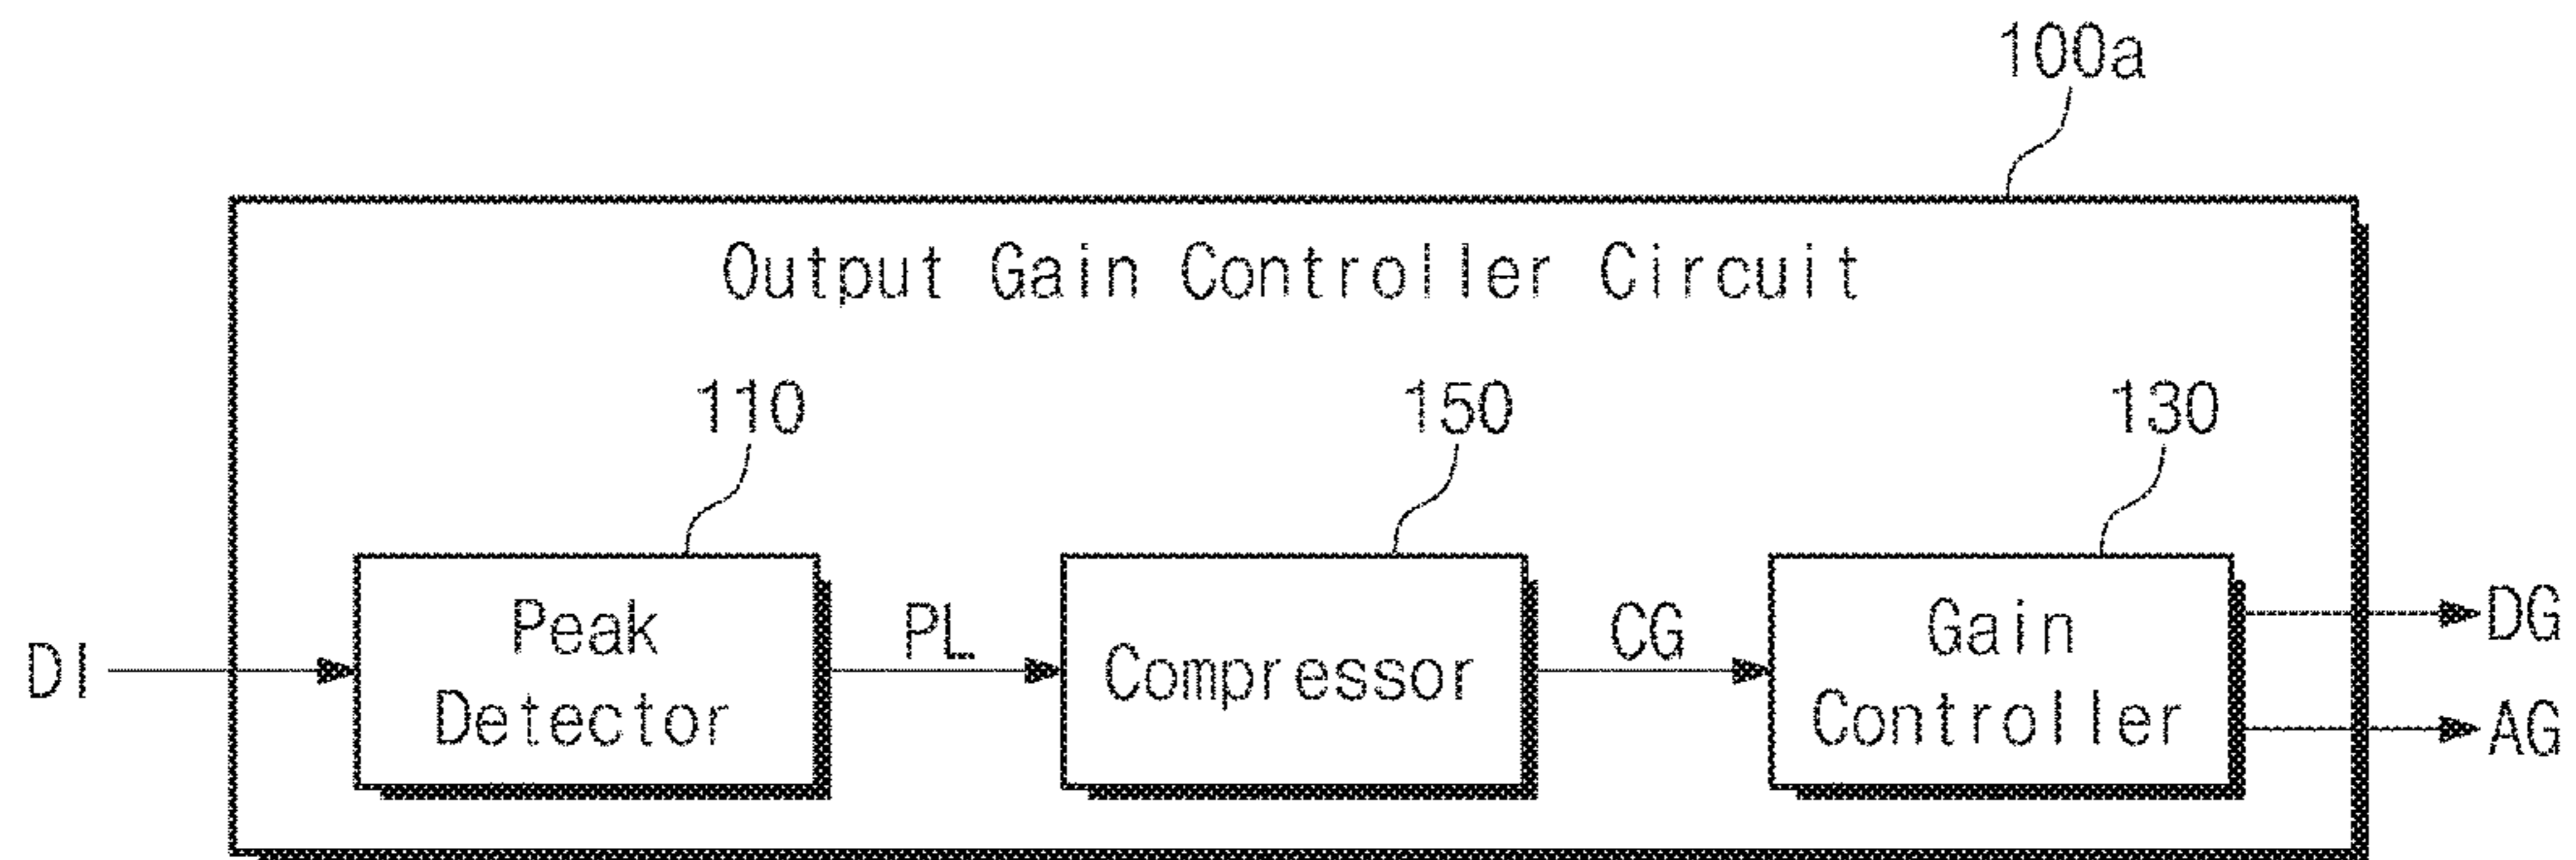 100a
Output Gain Controller Circuit
110
150
130
DI
Peak
Detector
PL
Compressor
CG
Gain
Controller
DG
AG